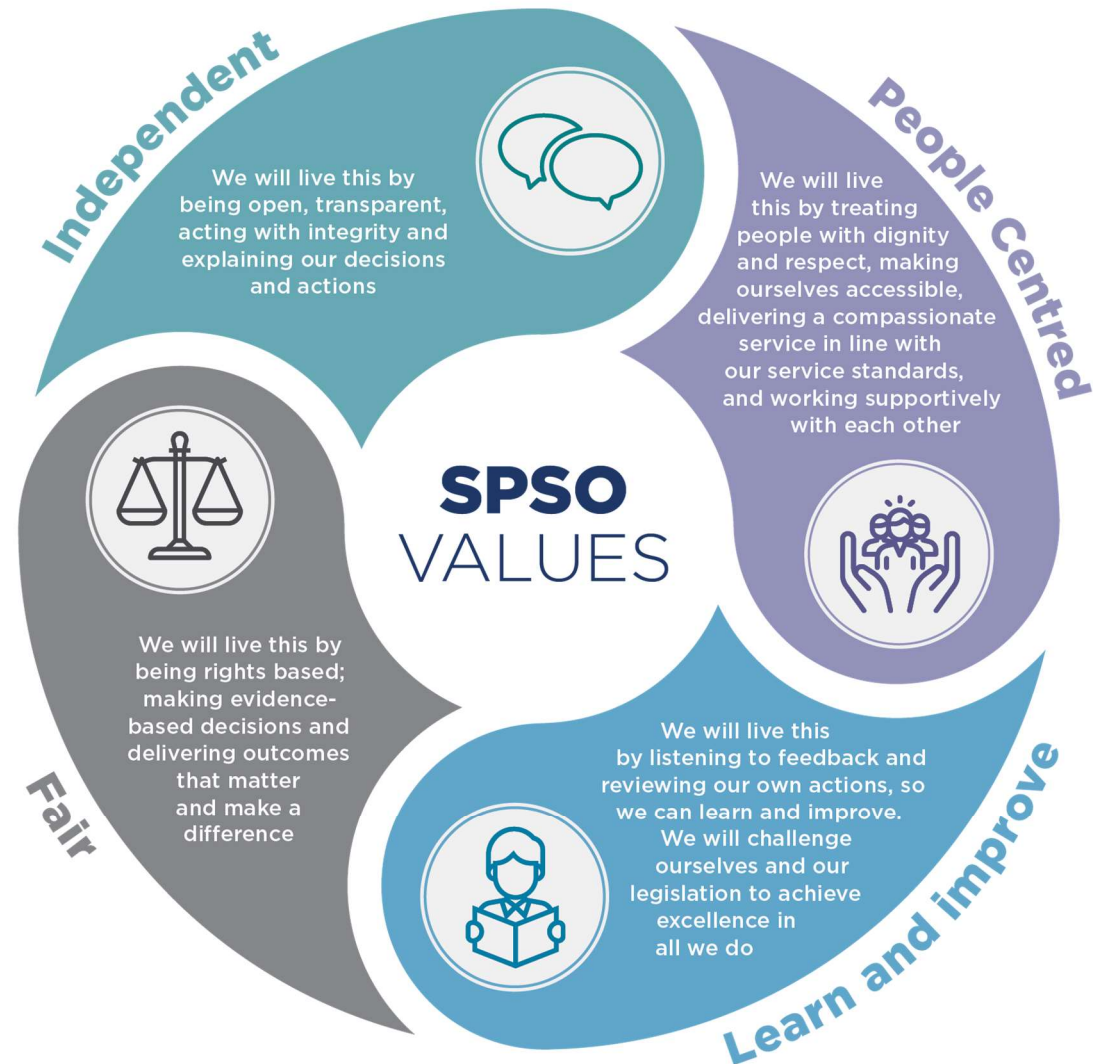 Independent
We will live this by
being open, transparent,
acting with integrity and
explaining our decisions
and actions
People Centred
We will live
this by treating
people with dignity
and respect, making
ourselves accessible,
delivering a compassionate
service in line with
our service standards,
and working supportively
with each other
SPSO
VALUES
Fair
We will live this by
being rights based;
making evidence-
based decisions and
delivering outcomes
that matter
and make a
difference
Learn and improve
We will live this
by listening to feedback and
reviewing our own actions, so
we can learn and improve.
We will challenge
ourselves and our
legislation to achieve
excellence in
all we do